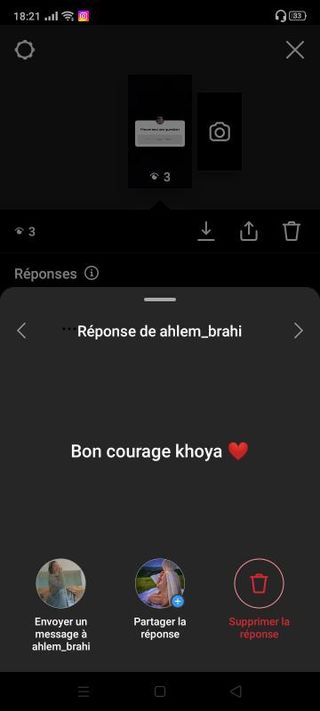 18:21
33
3
3
Réponses
Réponse de ahlem_brahi
Bon courage khoya ❤️
Envoyer un
message à
ahlem_brahi
Partager la
réponse
Supprimer la
réponse